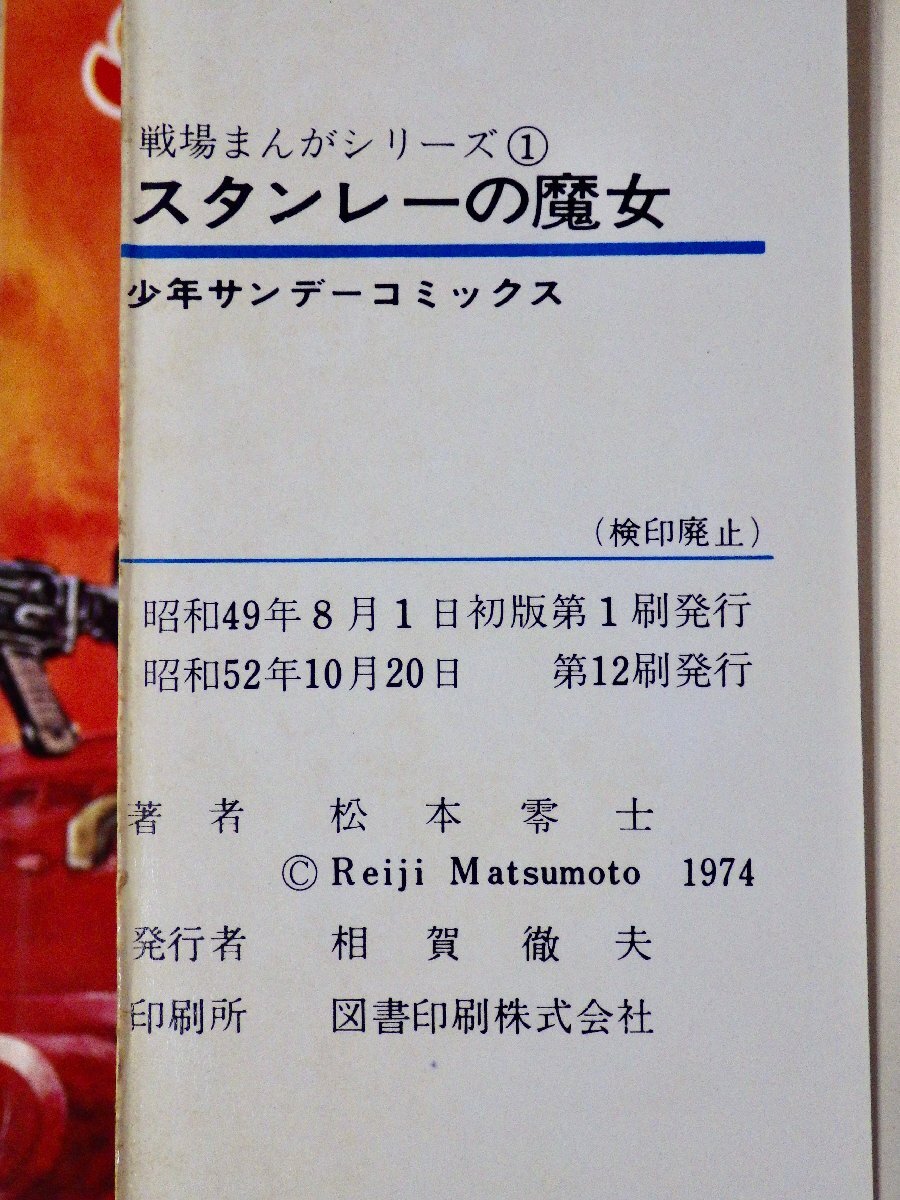 戦場まんがシリーズ①
スタンレーの魔女
少年サンデーコミックス
(検印廃止)
昭和49年8月1日初版第1刷発行
昭和52年10月20日 第12刷発行
著者 松本零士
©Reiji Matsumoto 1974
発行者 相賀徹夫
印刷所 図書印刷株式会社